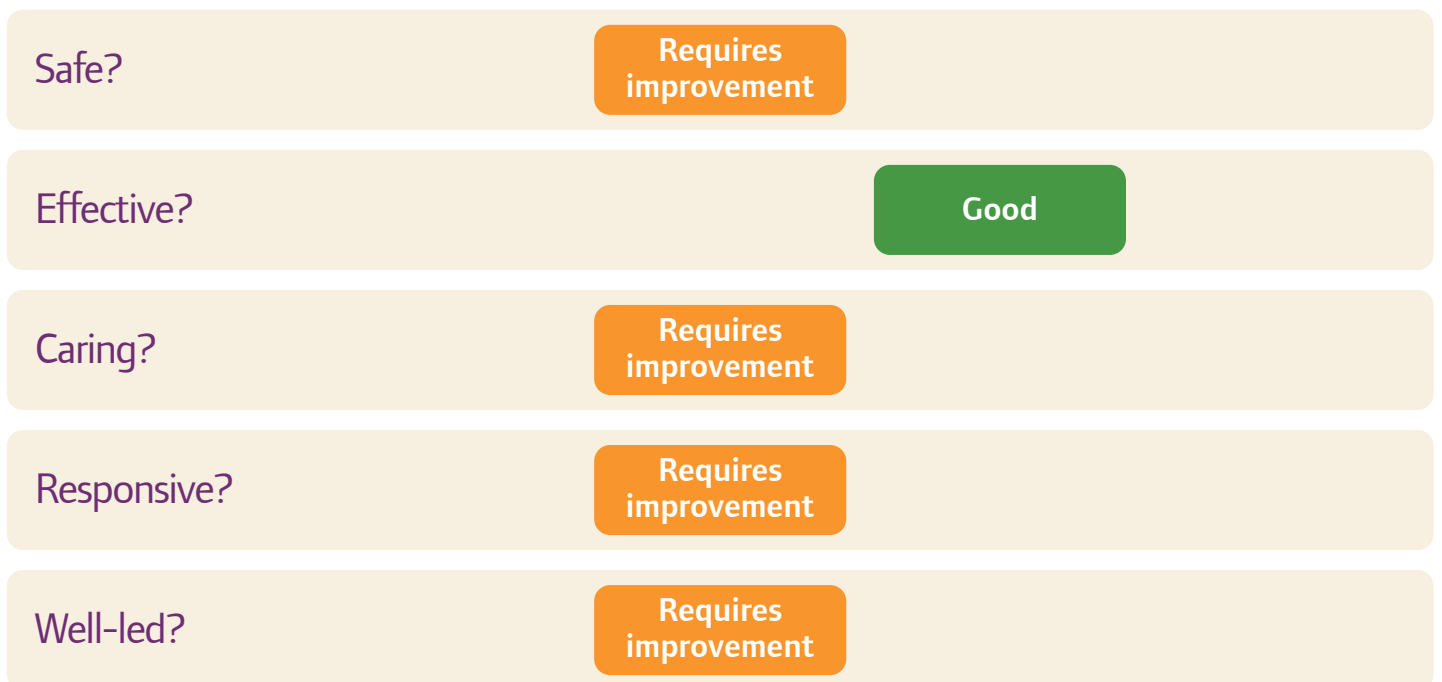 Safe?
Requires
improvement
Effective?
Good
Caring?
Requires
improvement
Responsive?
Requires
improvement
Well-led?
Requires
improvement